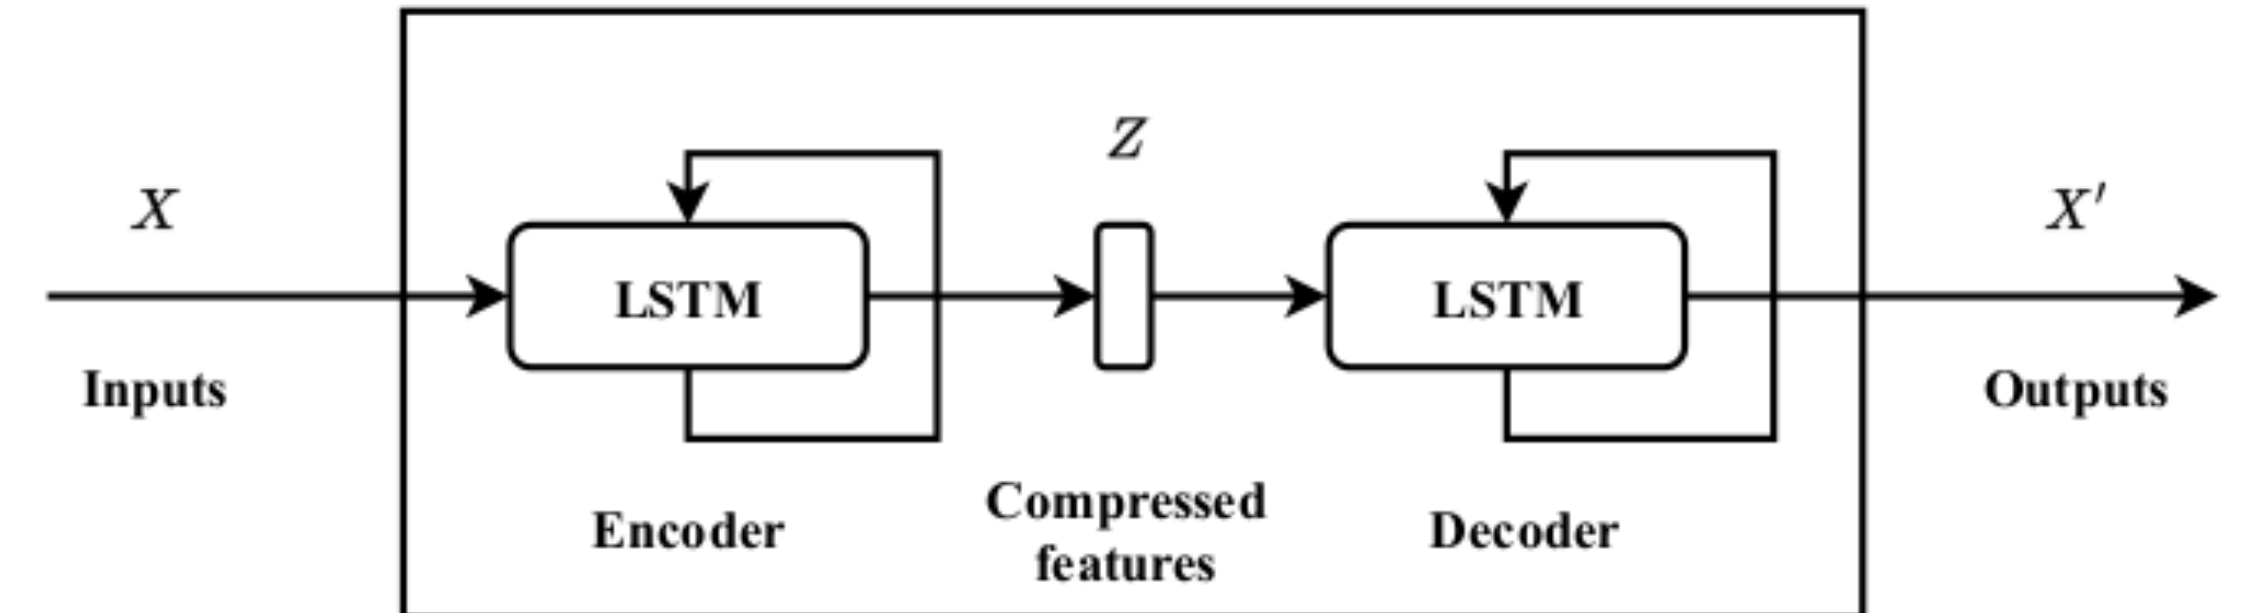 X
Inputs
LSTM
Encoder
Z
Compressed
features
LSTM
Decoder
X′
Outputs